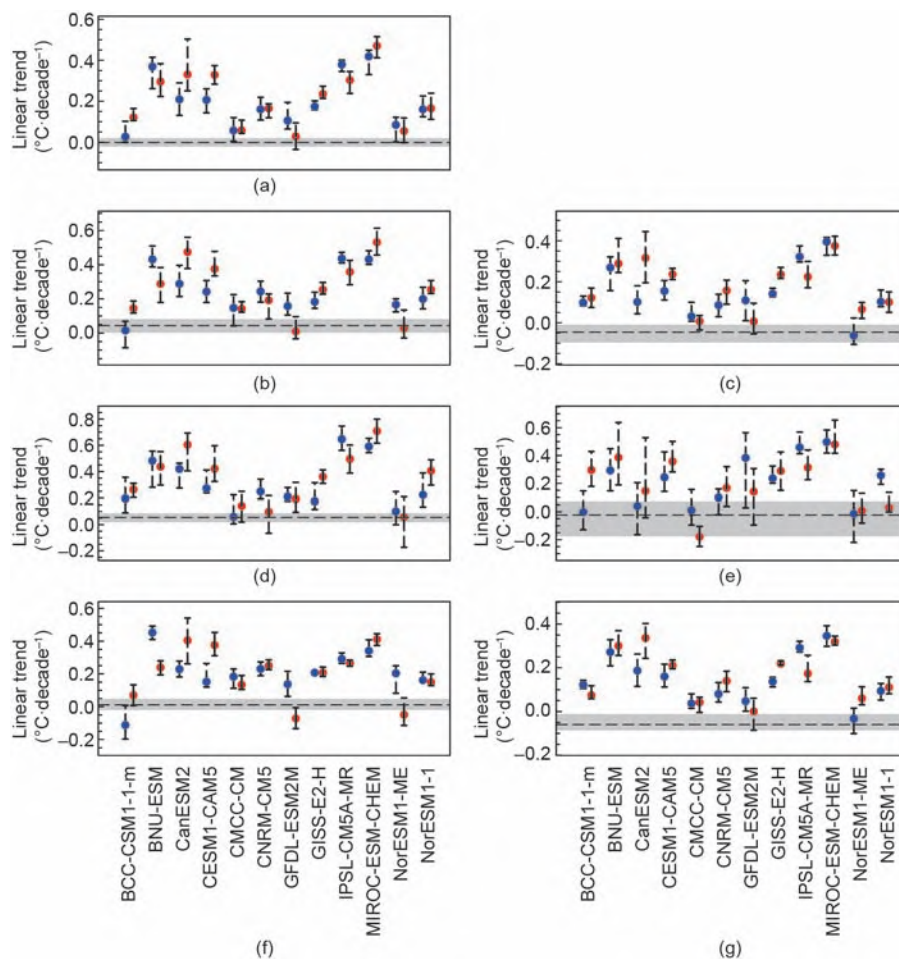 Linear trend
(°C·decade⁻¹)
0.6
0.4
0.2
0.0
(a)
Linear trend
(°C·decade⁻¹)
0.6
0.4
0.2
0.0
(b)
Linear trend
(°C·decade⁻¹)
0.4
0.2
0.0
−0.2
(c)
Linear trend
(°C·decade⁻¹)
0.8
0.6
0.4
0.2
0.0
−0.2
(d)
Linear trend
(°C·decade⁻¹)
0.6
0.4
0.2
0.0
−0.2
(e)
Linear trend
(°C·decade⁻¹)
0.6
0.4
0.2
0.0
−0.2
BCC-CSM1-1-m
BNU-ESM
CanESM2
CESM1-CAM5
CMCC-CM
CNRM-CM5
GFDL-ESM2M
GISS-E2-H
IPSL-CM5A-MR
MIROC-ESM-CHEM
NorESM1-ME
NorESM1-1
(f)
Linear trend
(°C·decade⁻¹)
0.4
0.2
0.0
−0.2
BCC-CSM1-1-m
BNU-ESM
CanESM2
CESM1-CAM5
CMCC-CM
CNRM-CM5
GFDL-ESM2M
GISS-E2-H
IPSL-CM5A-MR
MIROC-ESM-CHEM
NorESM1-ME
NorESM1-1
(g)